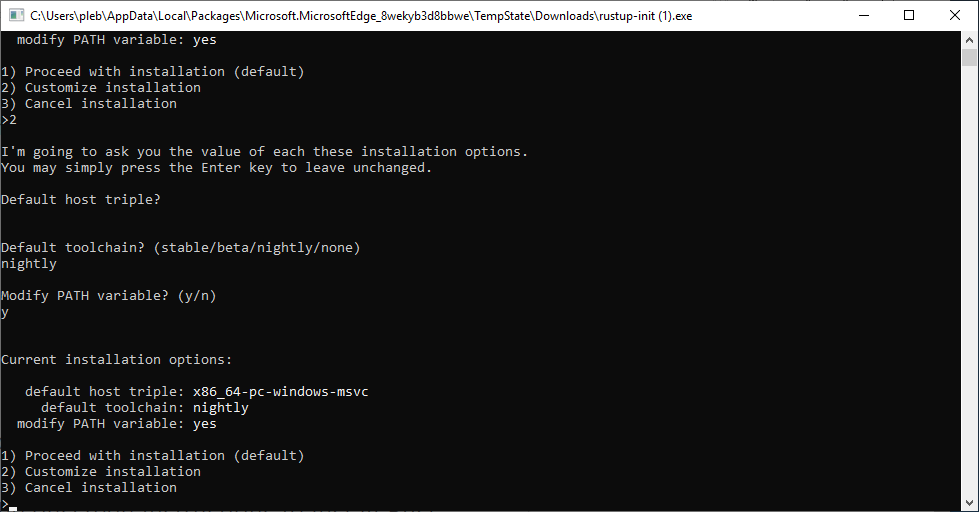 C:\Users\pleb\AppData\Local\Packages\Microsoft.MicrosoftEdge_8wekyb3d8bbwe\TempState\Downloads\rustup-init (1).exe
modify PATH variable: yes
1) Proceed with installation (default)
2) Customize installation
3) Cancel installation
>2
I'm going to ask you the value of each these installation options.
You may simply press the Enter key to leave unchanged.
Default host triple?
Default toolchain? (stable/beta/nightly/none)
nightly
Modify PATH variable? (y/n)
y
Current installation options:
default host triple: x86_64-pc-windows-msvc
default toolchain: nightly
modify PATH variable: yes
1) Proceed with installation (default)
2) Customize installation
3) Cancel installation
>